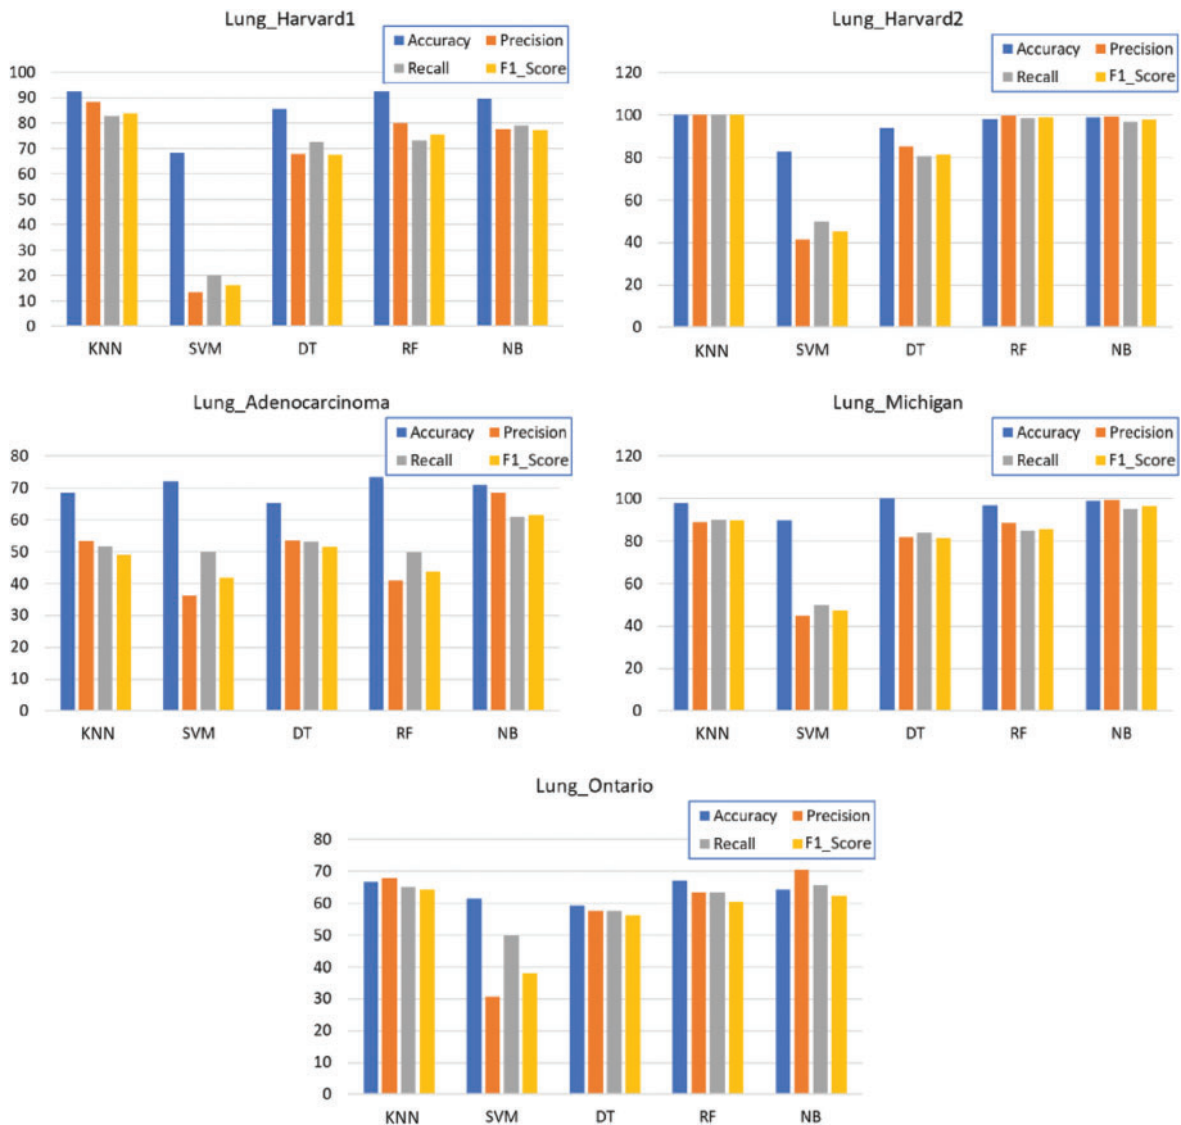 Lung_Harvard1
Accuracy Precision
Recall F1_Score
100
90
80
70
60
50
40
30
20
10
0
KNN SVM DT RF NB
Lung_Harvard2
Accuracy Precision
Recall F1_Score
120
100
80
60
40
20
0
KNN SVM DT RF NB
Lung_Adenocarcinoma
Accuracy Precision
Recall F1_Score
80
70
60
50
40
30
20
10
0
KNN SVM DT RF NB
Lung_Michigan
Accuracy Precision
Recall F1_Score
120
100
80
60
40
20
0
KNN SVM DT RF NB
Lung_Ontario
Accuracy Precision
Recall F1_Score
80
70
60
50
40
30
20
10
0
KNN SVM DT RF NB